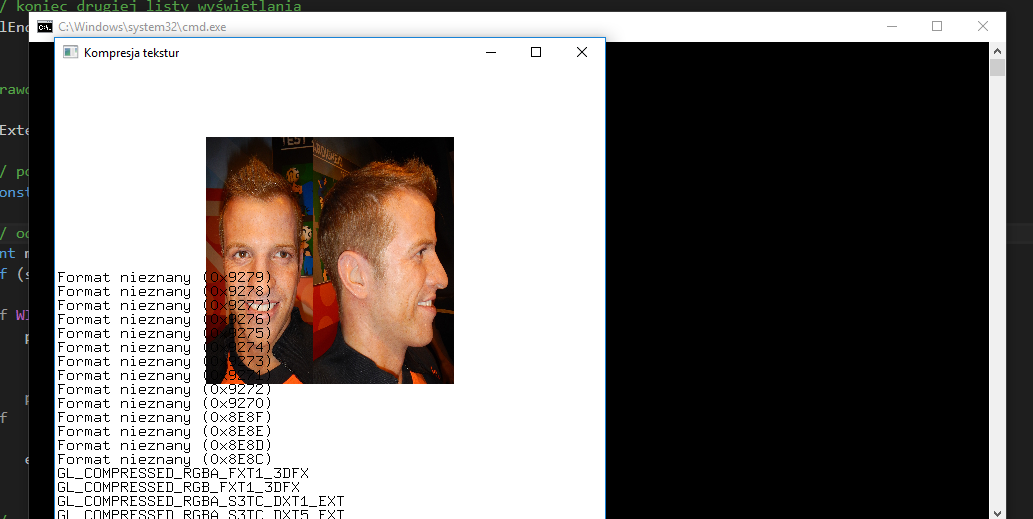 / koniec drugiej listy wyświetlania
lEnd
C:\Windows\system32\cmd.exe
Kompresja tekstur
rawd
Exte
/ po
onst
/ od
nt m
f (s
f WI
p
p
f
e
TEST
Format nieznany (0x9279)
Format nieznany (0x9278)
Format nieznany (0x9277)
Format nieznany (0x9276)
Format nieznany (0x9275)
Format nieznany (0x9274)
Format nieznany (0x9273)
Format nieznany (0x9271)
Format nieznany (0x9272)
Format nieznany (0x9270)
Format nieznany (0x8E8F)
Format nieznany (0x8E8E)
Format nieznany (0x8E8D)
Format nieznany (0x8E8C)
GL_COMPRESSED_RGBA_FXT1_3DFX
GL_COMPRESSED_RGB_FXT1_3DFX
GL_COMPRESSED_RGBA_S3TC_DXT1_EXT
GL_COMPRESSED_RGBA_S3TC_DXT5_EXT